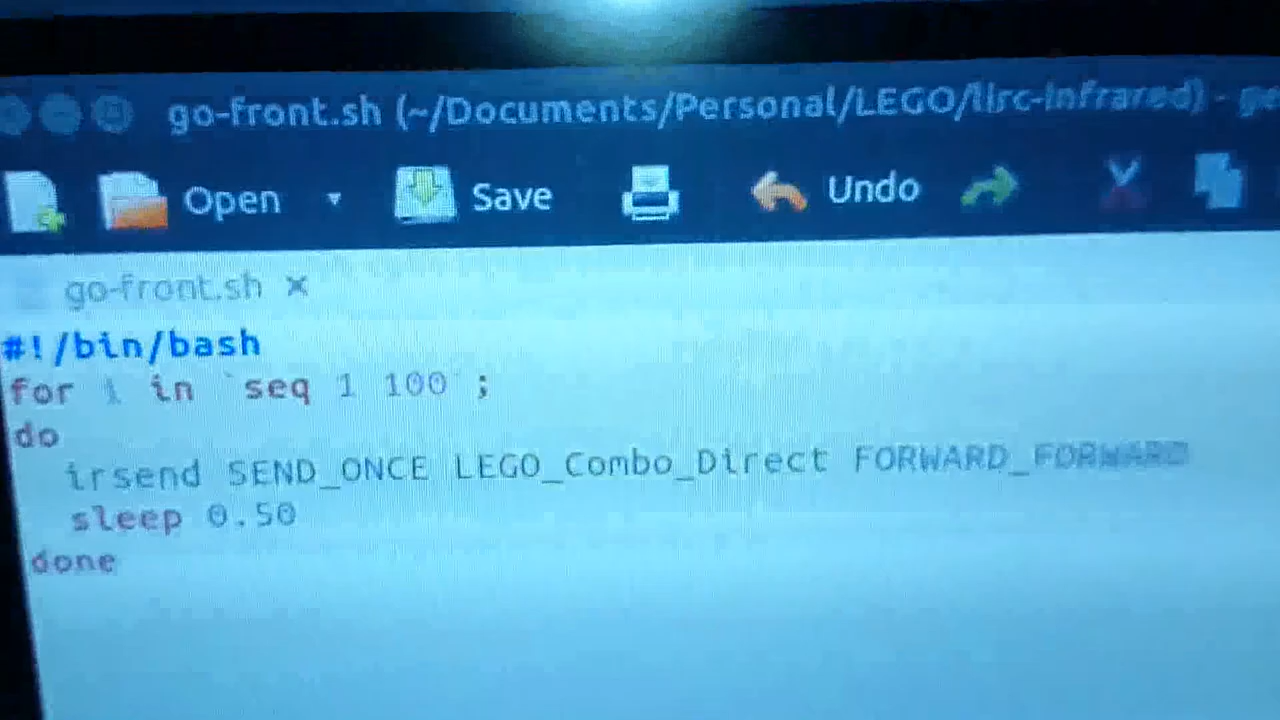 go-front.sh (~/Documents/Personal/LEGO/lirc-infrared) -
Open Save Undo
go-front.sh ×
#!/bin/bash
for i in `seq 1 100`;
do
irsend SEND_ONCE LEGO_Combo_Direct FORWARD_FORWARD
sleep 0.50
done